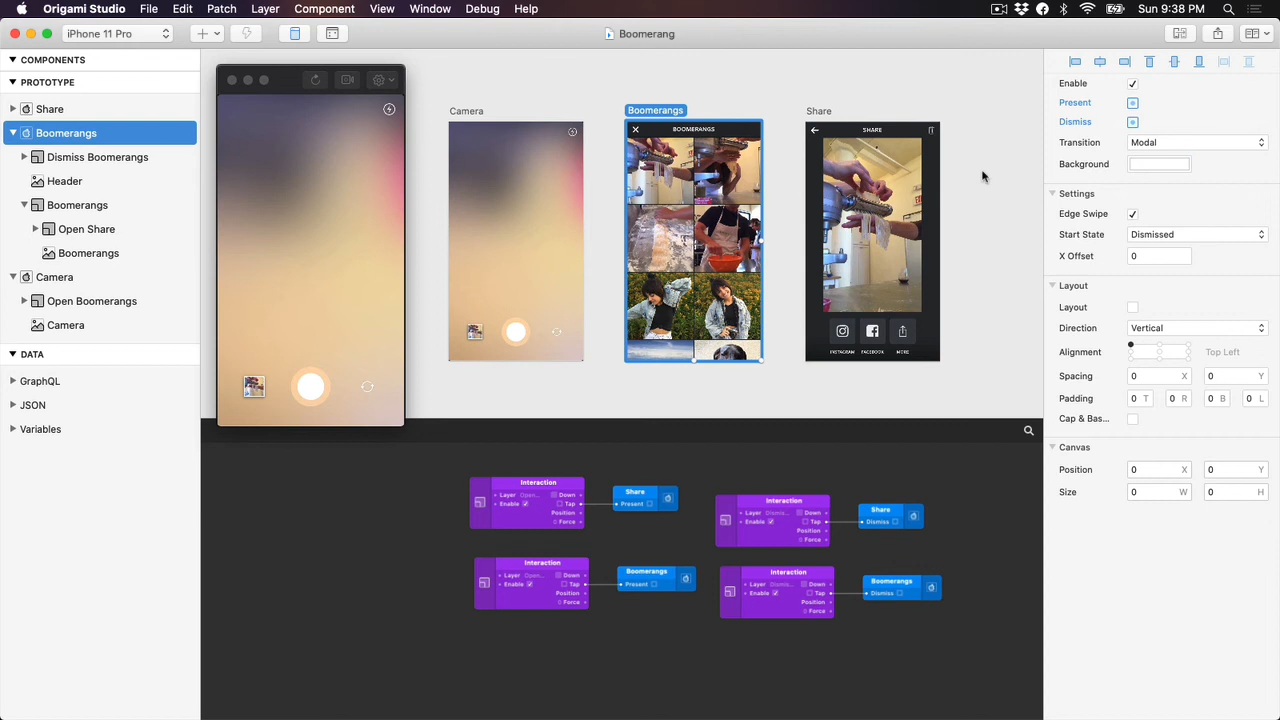 Origami Studio File Edit Patch Layer Component View Window Debug Help
Sun 9:38 PM
iPhone 11 Pro
Boomerang
COMPONENTS
PROTOTYPE
Share
Boomerangs
Dismiss Boomerangs
Header
Boomerangs
Open Share
Boomerangs
Camera
Open Boomerangs
Camera
DATA
GraphQL
JSON
Variables
Camera
Boomerangs
BOOMERANGS
Share
SHARE
INSTAGRAM FACEBOOK MORE
Interaction
Layer Open... Down
Enable Tap
Position
Force
Share
Present
Interaction
Layer Dismis... Down
Enable Tap
Position
Force
Share
Dismiss
Interaction
Layer Open... Down
Enable Tap
Position
Force
Boomerangs
Present
Interaction
Layer Dismis... Down
Enable Tap
Position
Force
Boomerangs
Dismiss
Enable
Present
Dismiss
Transition Modal
Background
Settings
Edge Swipe
Start State Dismissed
X Offset 0
Layout
Layout
Direction Vertical
Alignment Top Left
Spacing 0 X 0 Y
Padding 0 T 0 R 0 B 0 L
Cap & Bas...
Canvas
Position 0 X 0 Y
Size 0 W 0 H